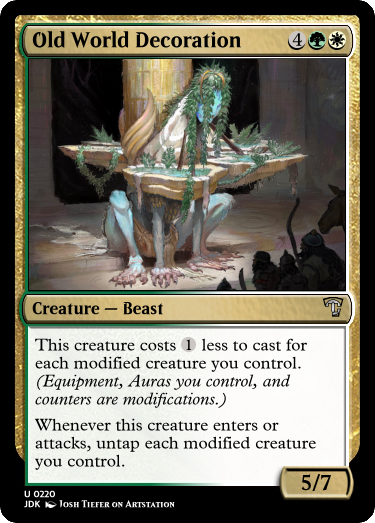 Old World Decoration 4
Creature — Beast
This creature costs 1 less to cast for
each modified creature you control.
(Equipment, Auras you control, and
counters are modifications.)
Whenever this creature enters or
attacks, untap each modified creature
you control.
5/7
U 0220
JDK Josh Tiefer on Artstation